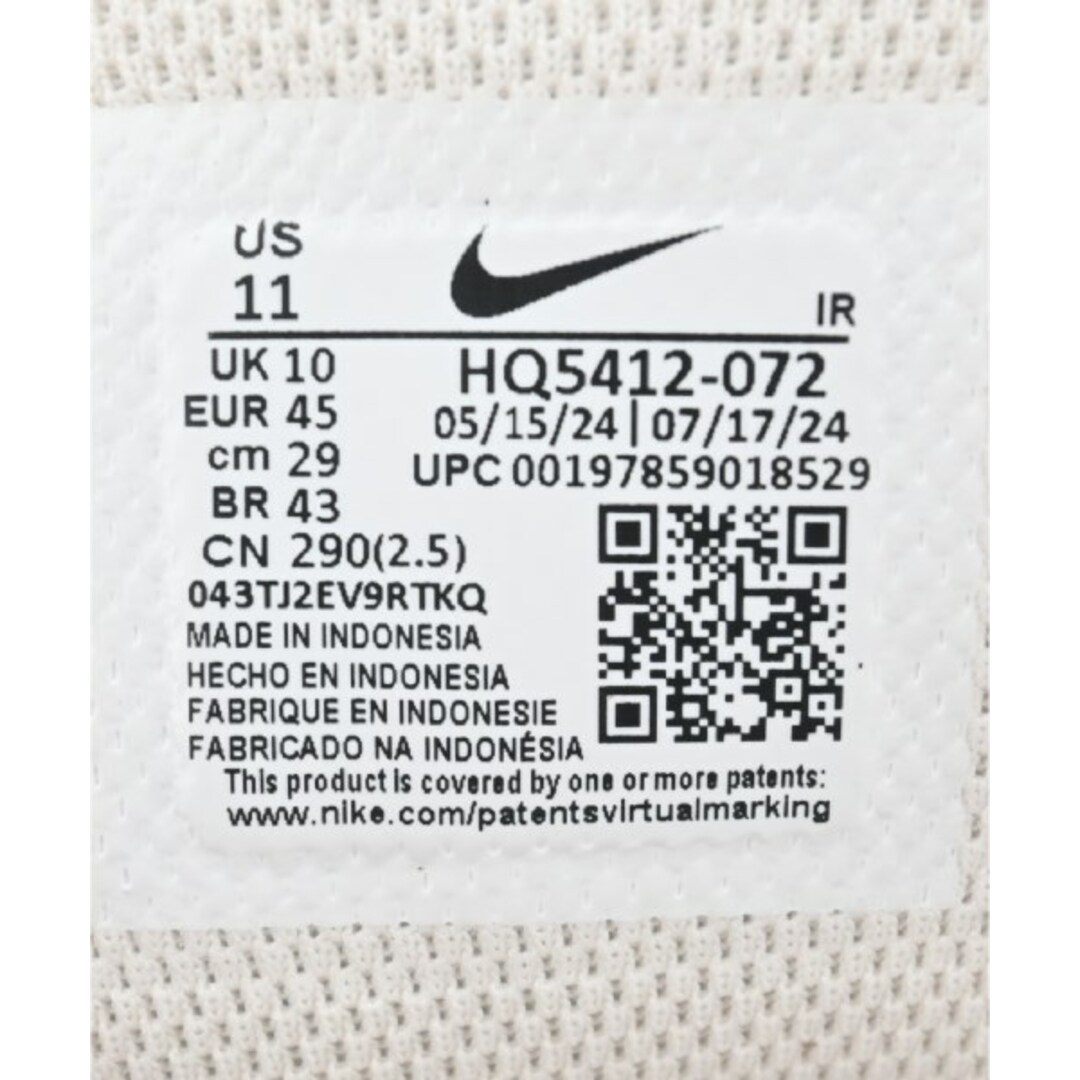 US
11
IR
UK 10
EUR 45
cm 29
BR 43
CN 290(2.5)
HQ5412-072
05/15/24|07/17/24
UPC 00197859018529
043TJ2EV9RTKQ
MADE IN INDONESIA
HECHO EN INDONESIA
FABRIQUE EN INDONESIE
FABRICADO NA INDONÉSIA
This product is covered by one or more patents:
www.nike.com/patentsvirtualmarking